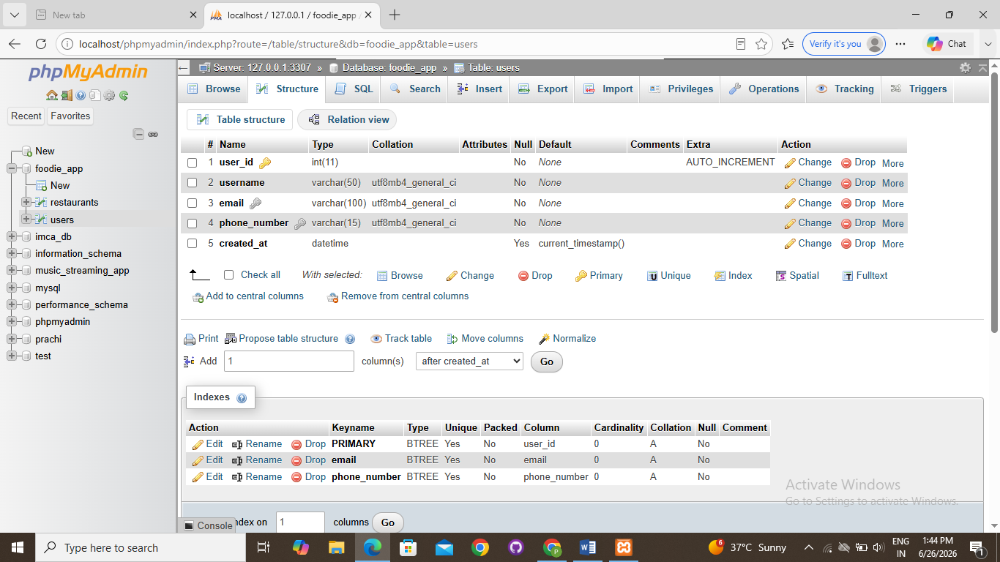 New tab
localhost / 127.0.0.1 / foodie_app
localhost/phpmyadmin/index.php?route=/table/structure&db=foodie_app&table=users
Verify it's you
Chat
phpMyAdmin
Recent Favorites
New
foodie_app
New
restaurants
users
imca_db
information_schema
music_streaming_app
mysql
performance_schema
phpmyadmin
prachi
test
Server: 127.0.0.1:3307 » Database: foodie_app » Table: users
Browse Structure SQL Search Insert Export Import Privileges Operations Tracking Triggers
Table structure Relation view
# Name Type Collation Attributes Null Default Comments Extra Action
1 user_id int(11) No None AUTO_INCREMENT Change Drop More
2 username varchar(50) utf8mb4_general_ci No None Change Drop More
3 email varchar(100) utf8mb4_general_ci No None Change Drop More
4 phone_number varchar(15) utf8mb4_general_ci No None Change Drop More
5 created_at datetime Yes current_timestamp() Change Drop More
Check all With selected: Browse Change Drop Primary Unique Index Spatial Fulltext
Add to central columns Remove from central columns
Print Propose table structure Track table Move columns Normalize
Add 1 column(s) after created_at Go
Indexes
Action Keyname Type Unique Packed Column Cardinality Collation Null Comment
Edit Rename Drop PRIMARY BTREE Yes No user_id 0 A No
Edit Rename Drop email BTREE Yes No email 0 A No
Edit Rename Drop phone_number BTREE Yes No phone_number 0 A No
Activate Windows
Go to Settings to activate Windows.
Console ndex on 1 columns Go
Type here to search
6
37°C Sunny
ENG
IN
1:44 PM
6/26/2026
1